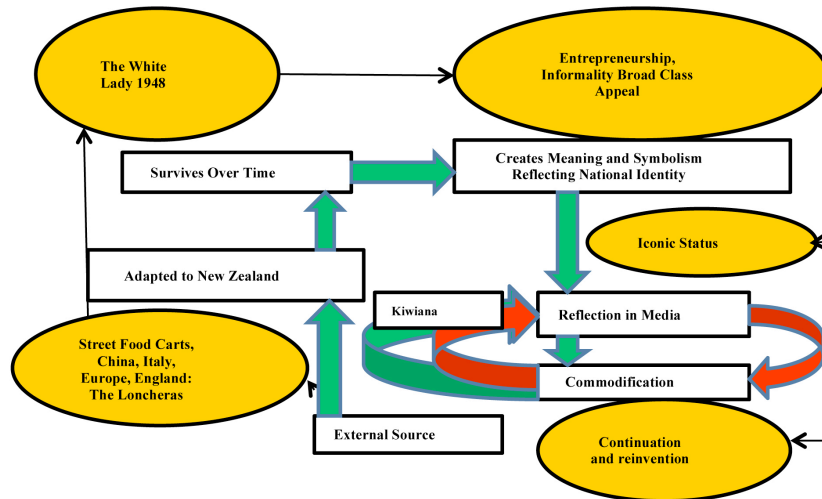 The White
Lady 1948
Entrepreneurship,
Informality Broad Class
Appeal
Survives Over Time
Creates Meaning and Symbolism
Reflecting National Identity
Iconic Status
Adapted to New Zealand
Kiwiana
Reflection in Media
Street Food Carts,
China, Italy,
Europe, England:
The Loncheras
Commodification
External Source
Continuation
and reinvention